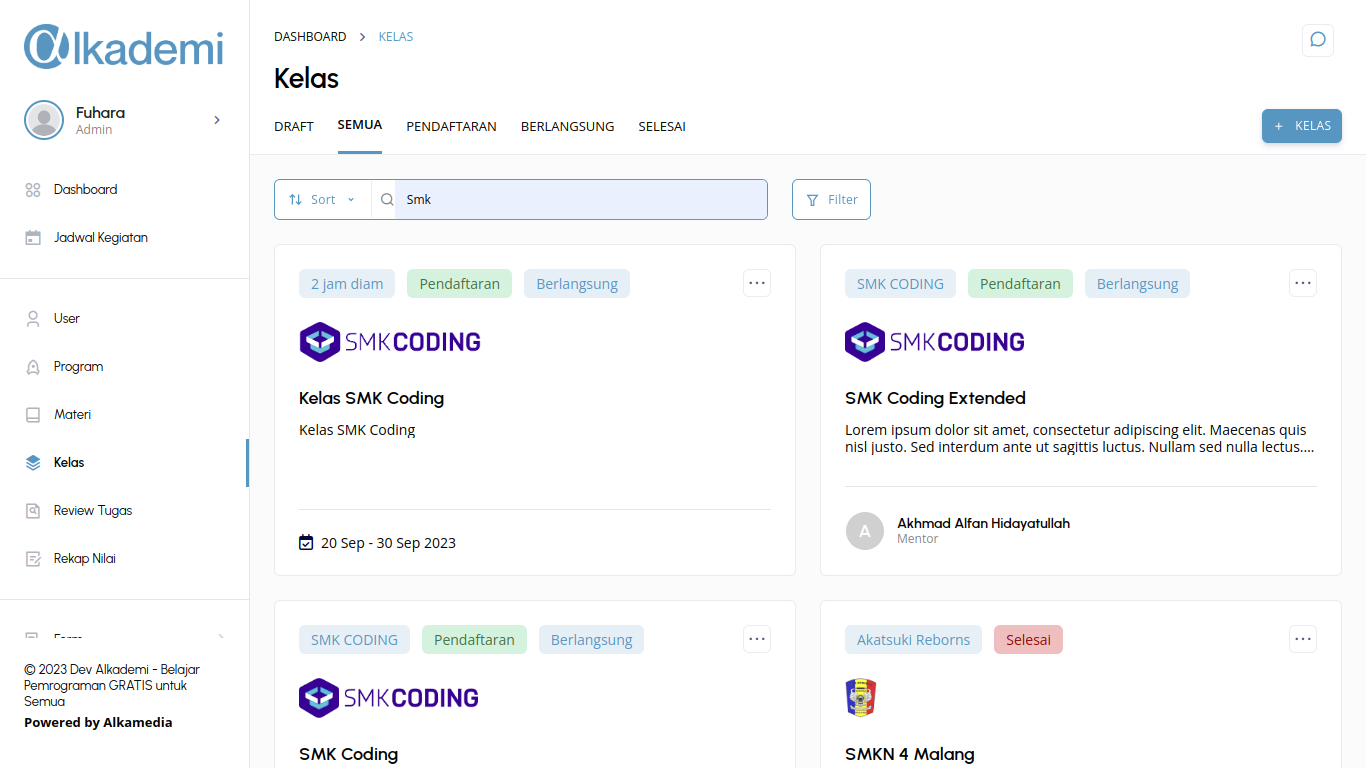 alkademi
Fuhara
Admin
Dashboard
Jadwal Kegiatan
User
Program
Materi
Kelas
Review Tugas
Rekap Nilai
Form
© 2023 Dev Alkademi - Belajar
Pemrograman GRATIS untuk
Semua
Powered by Alkamedia
DASHBOARD > KELAS
Kelas
DRAFT SEMUA PENDAFTARAN BERLANGSUNG SELESAI
+ KELAS
Sort Smk Filter
2 jam diam Pendaftaran Berlangsung ...
SMKCODING
Kelas SMK Coding
Kelas SMK Coding
20 Sep - 30 Sep 2023
SMK CODING Pendaftaran Berlangsung ...
SMKCODING
SMK Coding Extended
Lorem ipsum dolor sit amet, consectetur adipiscing elit. Maecenas quis
nisl justo. Sed interdum ante ut sagittis luctus. Nullam sed nulla lectus....
A
Akhmad Alfan Hidayatullah
Mentor
SMK CODING Pendaftaran Berlangsung ...
SMKCODING
SMK Coding
Akatsuki Reborns Selesai ...
SMKN 4 Malang